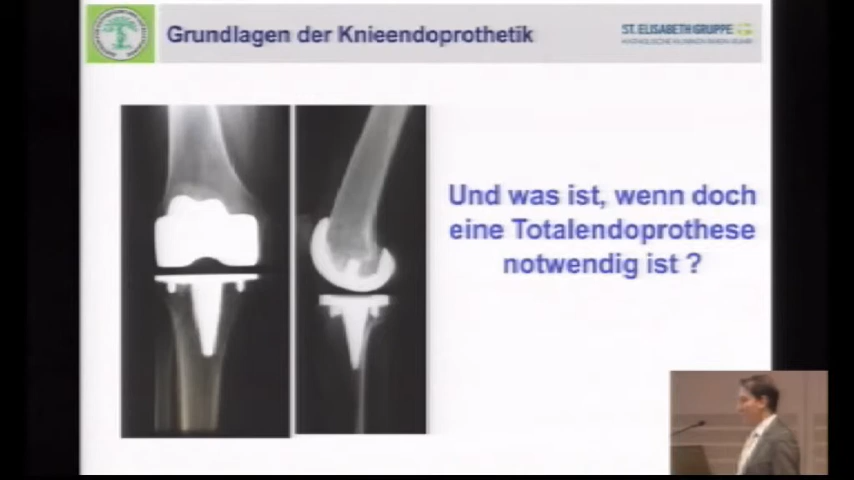 Grundlagen der Knieendoprothetik
ST. ELISABETH GRUPPE
Und was ist, wenn doch
eine Totalendoprothese
notwendig ist ?